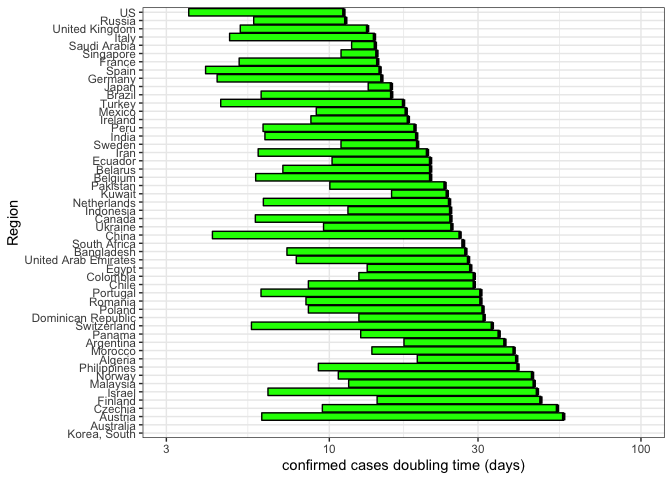 US
Russia
United Kingdom
Italy
Saudi Arabia
Singapore
France
Spain
Germany
Japan
Brazil
Turkey
Mexico
Ireland
Peru
India
Sweden
Iran
Ecuador
Belarus
Belgium
Pakistan
Kuwait
Netherlands
Indonesia
Canada
Ukraine
China
South Africa
Bangladesh
United Arab Emirates
Egypt
Colombia
Chile
Portugal
Romania
Poland
Dominican Republic
Switzerland
Panama
Argentina
Morocco
Algeria
Philippines
Norway
Malaysia
Israel
Finland
Czechia
Austria
Australia
Korea, South
Region
3 10 30 100
confirmed cases doubling time (days)